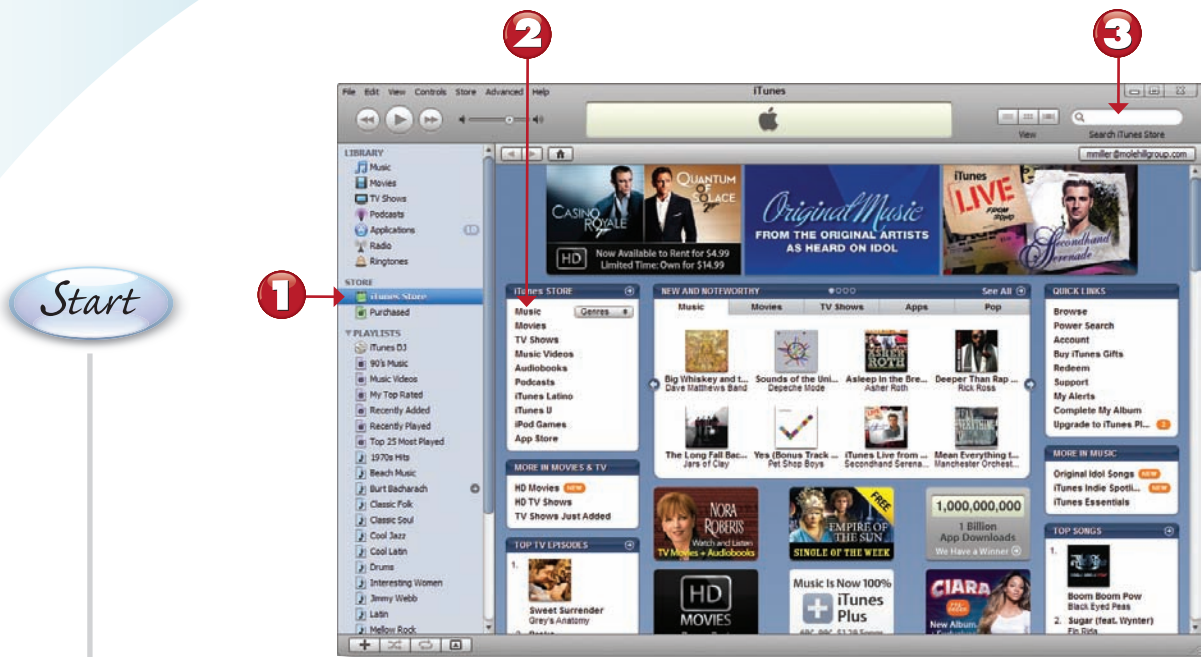 2
3
1
Start
File Edit View Controls Store Advanced Help
iTunes
View
Search iTunes Store
mmiller@molehillgroup.com
LIBRARY
Music
Movies
TV Shows
Podcasts
Applications
Radio
Ringtones
STORE
iTunes Store
Purchased
PLAYLISTS
iTunes DJ
90's Music
Music Videos
My Top Rated
Recently Added
Recently Played
Top 25 Most Played
1970s Hits
Beach Music
Burt Bacharach
Classic Folk
Classic Soul
Cool Jazz
Cool Latin
Drums
Interesting Women
Jimmy Webb
Latin
Mellow Rock
CASINO ROYALE
QUANTUM
OF
SOLACE
HD
Now Available to Rent for $4.99
Limited Time: Own for $14.99
Original Music
FROM THE ORIGINAL ARTISTS
AS HEARD ON IDOL
iTunes
LIVE
FROM
SOHO
Secondhand
Serenade
iTunes STORE
Music Genres
Movies
TV Shows
Music Videos
Audiobooks
Podcasts
iTunes Latino
iTunes U
iPod Games
App Store
MORE IN MOVIES & TV
HD Movies NEW
HD TV Shows
TV Shows Just Added
TOP TV EPISODES
1.
Sweet Surrender
Grey's Anatomy
NEW AND NOTEWORTHY See All
Music Movies TV Shows Apps Pop
ASHER
ROTH
Big Whiskey and t... Sounds of the Uni... Asleep in the Bre... Deeper Than Rap ...
Dave Matthews Band Depeche Mode Asher Roth Rick Ross
The Long Fall Bac... Yes (Bonus Track ... iTunes Live from ... Mean Everything t...
Jars of Clay Pet Shop Boys Secondhand Serena... Manchester Orchest...
NORA
ROBERTS
Watch and Listen
TV Movies + Audiobooks
FREE
EMPIRE OF
THE SUN
SINGLE OF THE WEEK
1,000,000,000
1 Billion
App Downloads
We Have a Winner
HD
MOVIES
Music Is Now 100%
iTunes
Plus
CIARA
New Album
QUICK LINKS
Browse
Power Search
Account
Buy iTunes Gifts
Redeem
Support
My Alerts
Complete My Album
Upgrade to iTunes Pl...
MORE IN MUSIC
Original Idol Songs NEW
iTunes Indie Spotli... NEW
iTunes Essentials
TOP SONGS
1.
Boom Boom Pow
Black Eyed Peas
2. Sugar (feat. Wynter)